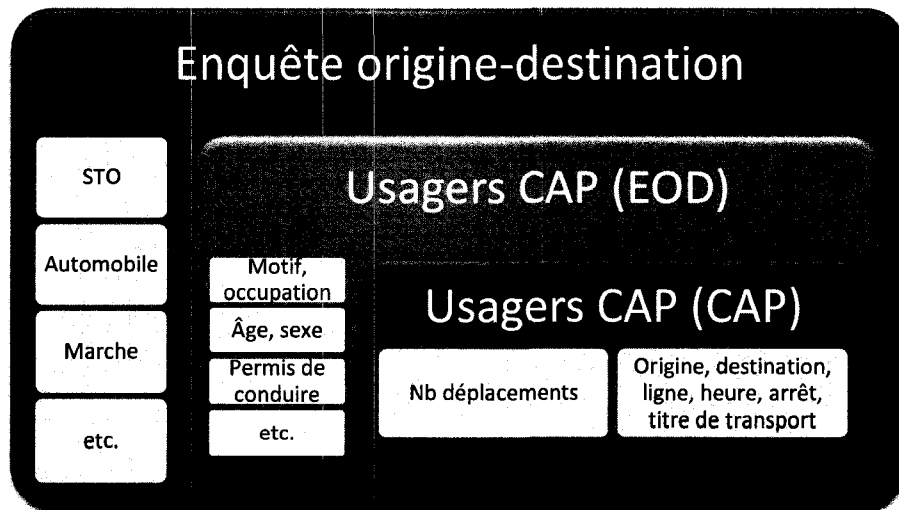 Enquête origine-destination
STO
Automobile
Marche
etc.
Usagers CAP (EOD)
Motif,
occupation
Âge, sexe
Permis de
conduire
etc.
Usagers CAP (CAP)
Nb déplacements
Origine, destination,
ligne, heure, arrêt,
titre de transport